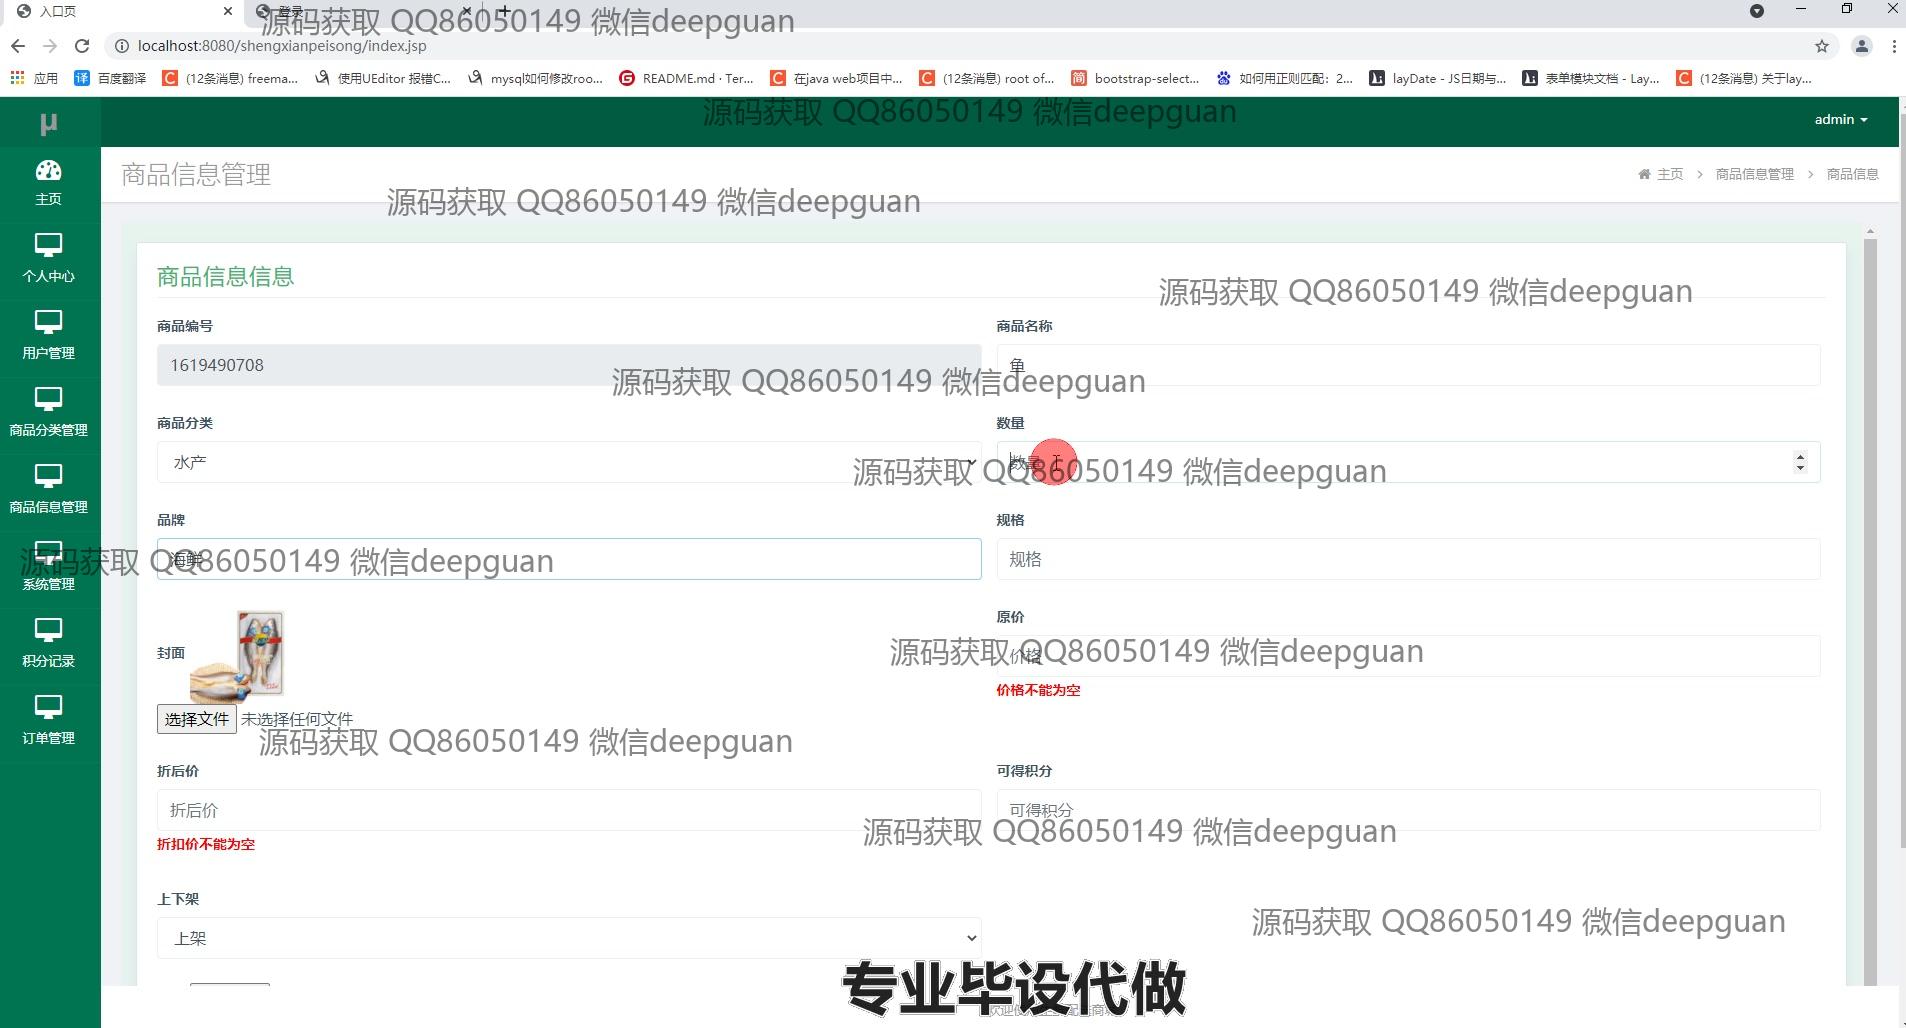 入口页
登录
localhost:8080/shengxianpeisong/index.jsp
应用 百度翻译 (12条消息) freema... 使用UEditor 报错C... mysql如何修改roo... README.md · Ter... 在java web项目中... (12条消息) root of... bootstrap-select... 如何用正则匹配：2... layDate - JS日期与... 表单模块文档 - Lay... (12条消息) 关于lay...
源码获取 QQ86050149 微信deepguan
源码获取 QQ86050149 微信deepguan
μ
admin
主页
个人中心
用户管理
商品分类管理
商品信息管理
系统管理
积分记录
订单管理
商品信息管理
主页 > 商品信息管理 > 商品信息
源码获取 QQ86050149 微信deepguan
商品信息信息
源码获取 QQ86050149 微信deepguan
商品编号
1619490708
商品名称
鱼
源码获取 QQ86050149 微信deepguan
商品分类
水产
数量
数量
源码获取 QQ86050149 微信deepguan
品牌
海鲜
规格
规格
源码获取 QQ86050149 微信deepguan
封面
选择文件 未选择任何文件
原价
价格
源码获取 QQ86050149 微信deepguan
价格不能为空
源码获取 QQ86050149 微信deepguan
折后价
折后价
折扣价不能为空
可得积分
可得积分
源码获取 QQ86050149 微信deepguan
上下架
上架
源码获取 QQ86050149 微信deepguan
专业毕设代做